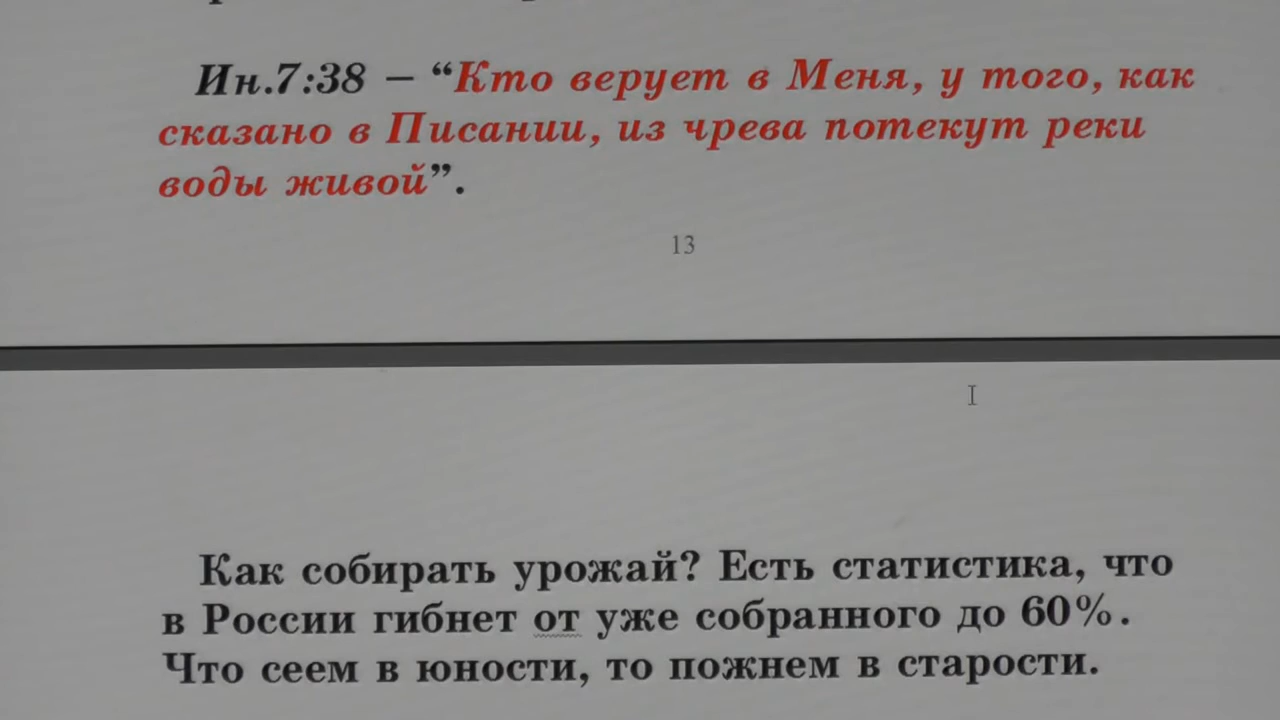 Ин.7:38 – “Кто верует в Меня, у того, как
сказано в Писании, из чрева потекут реки
воды живой”.
13
Как собирать урожай? Есть статистика, что
в России гибнет от уже собранного до 60%.
Что сеем в юности, то пожнем в старости.